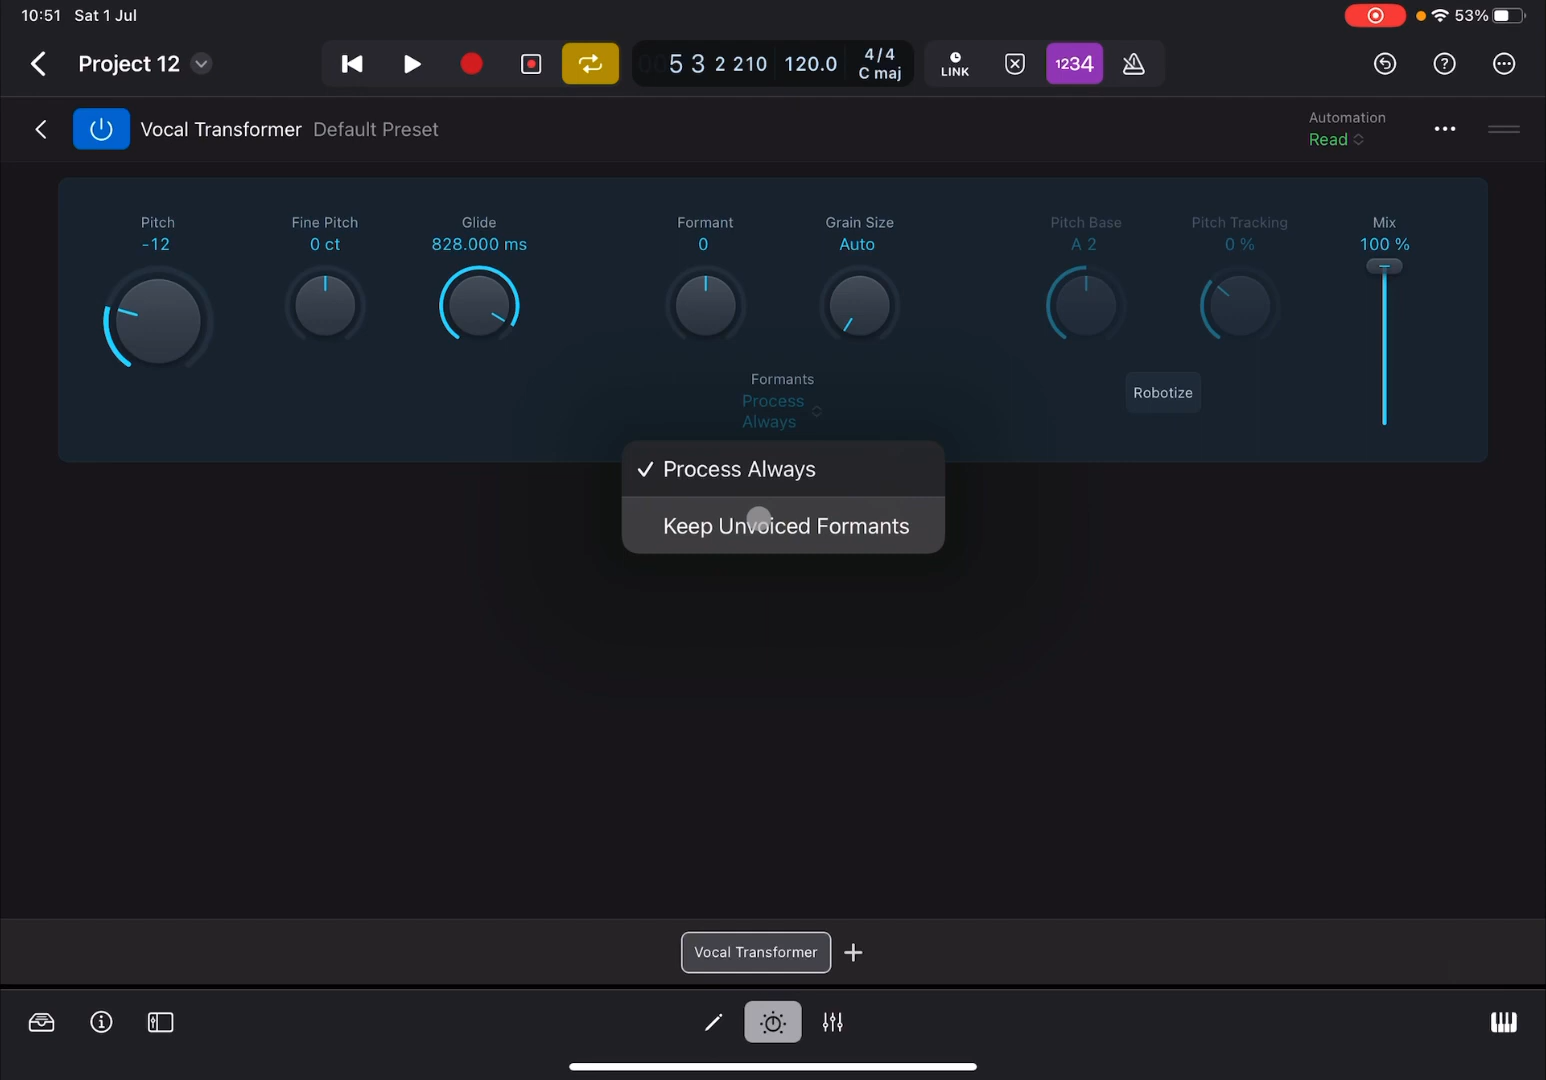 10:51 Sat 1 Jul
53%
Project 12
5 3 2 210 120.0
4/4
C maj
LINK
1234
Vocal Transformer Default Preset
Automation
Read
Pitch
-12
Fine Pitch
0 ct
Glide
828.000 ms
Formant
0
Grain Size
Auto
Pitch Base
A 2
Pitch Tracking
0 %
Mix
100 %
Formants
Process
Always
Robotize
Process Always
Keep Unvoiced Formants
Vocal Transformer